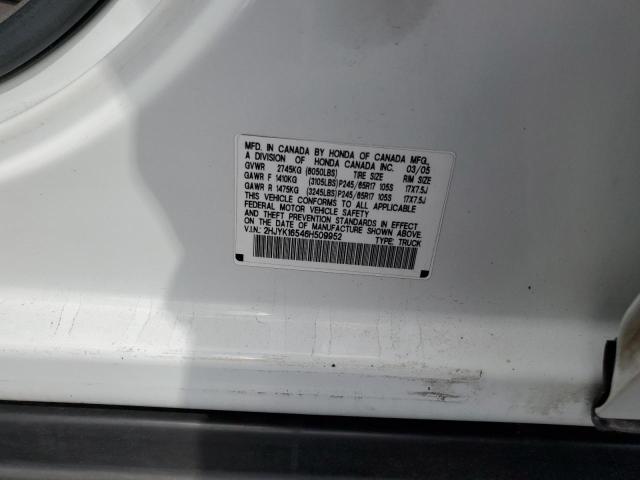 MFD. IN CANADA BY HONDA OF CANADA MFG.
A DIVISION OF HONDA CANADA INC. 03/05
GVWR 2745KG (6050LBS) TIRE SIZE RIM SIZE
GAWR F 1410KG (3105LBS) P245/65R17 105S 17X7.5J
GAWR R 1475KG (3245LBS) P245/65R17 105S 17X7.5J
THIS VEHICLE CONFORMS TO ALL APPLICABLE
FEDERAL MOTOR VEHICLE SAFETY
AND THEFT PREVENTION STANDARDS IN EFFECT
ON THE DATE OF MANUFACTURE SHOWN ABOVE.
V.I.N.: 2HJYK16546H509952 TYPE: TRUCK